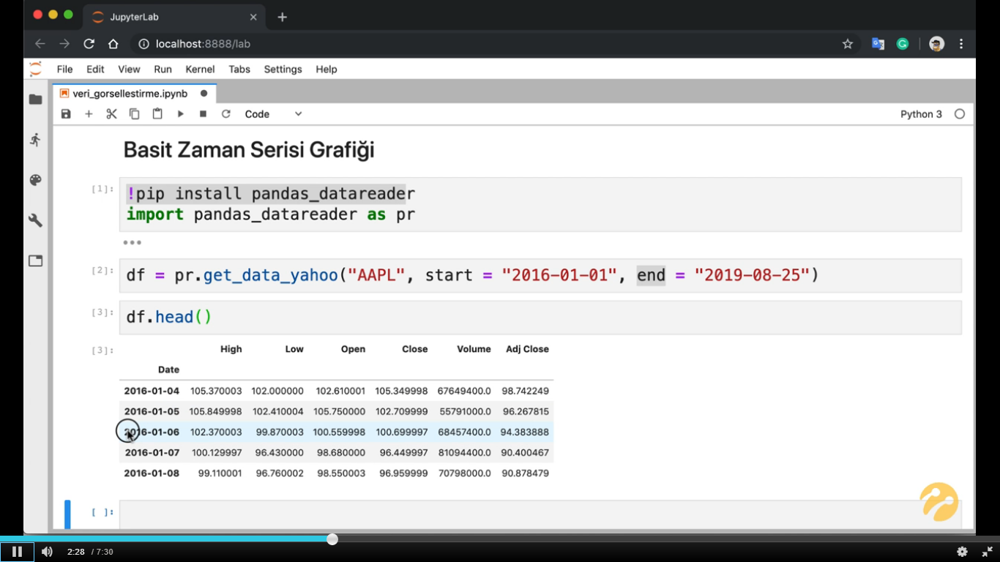 JupyterLab
localhost:8888/lab
File Edit View Run Kernel Tabs Settings Help
veri_gorsellestirme.ipynb
Code Python 3
Basit Zaman Serisi Grafiği
[1]: !pip install pandas_datareader
import pandas_datareader as pr
[2]: df = pr.get_data_yahoo("AAPL", start = "2016-01-01", end = "2019-08-25")
[3]: df.head()
[3]: High Low Open Close Volume Adj Close
Date
2016-01-04 105.370003 102.000000 102.610001 105.349998 67649400.0 98.742249
2016-01-05 105.849998 102.410004 105.750000 102.709999 55791000.0 96.267815
2016-01-06 102.370003 99.870003 100.559998 100.699997 68457400.0 94.383888
2016-01-07 100.129997 96.430000 98.680000 96.449997 81094400.0 90.400467
2016-01-08 99.110001 96.760002 98.550003 96.959999 70798000.0 90.878479
[ ]:
2:28 / 7:30